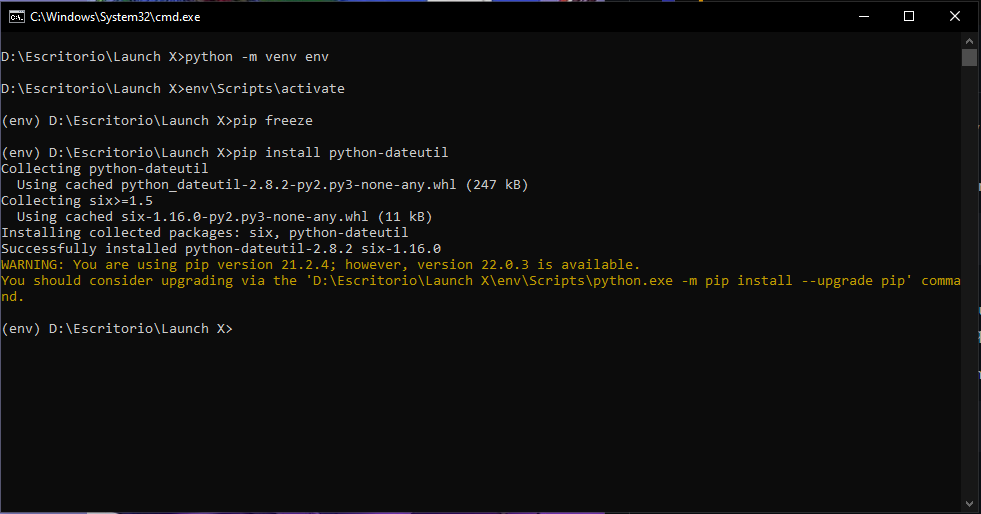 C:\Windows\System32\cmd.exe
D:\Escritorio\Launch X>python -m venv env
D:\Escritorio\Launch X>env\Scripts\activate
(env) D:\Escritorio\Launch X>pip freeze
(env) D:\Escritorio\Launch X>pip install python-dateutil
Collecting python-dateutil
  Using cached python_dateutil-2.8.2-py2.py3-none-any.whl (247 kB)
Collecting six>=1.5
  Using cached six-1.16.0-py2.py3-none-any.whl (11 kB)
Installing collected packages: six, python-dateutil
Successfully installed python-dateutil-2.8.2 six-1.16.0
WARNING: You are using pip version 21.2.4; however, version 22.0.3 is available.
You should consider upgrading via the 'D:\Escritorio\Launch X\env\Scripts\python.exe -m pip install --upgrade pip' comma
nd.
(env) D:\Escritorio\Launch X>